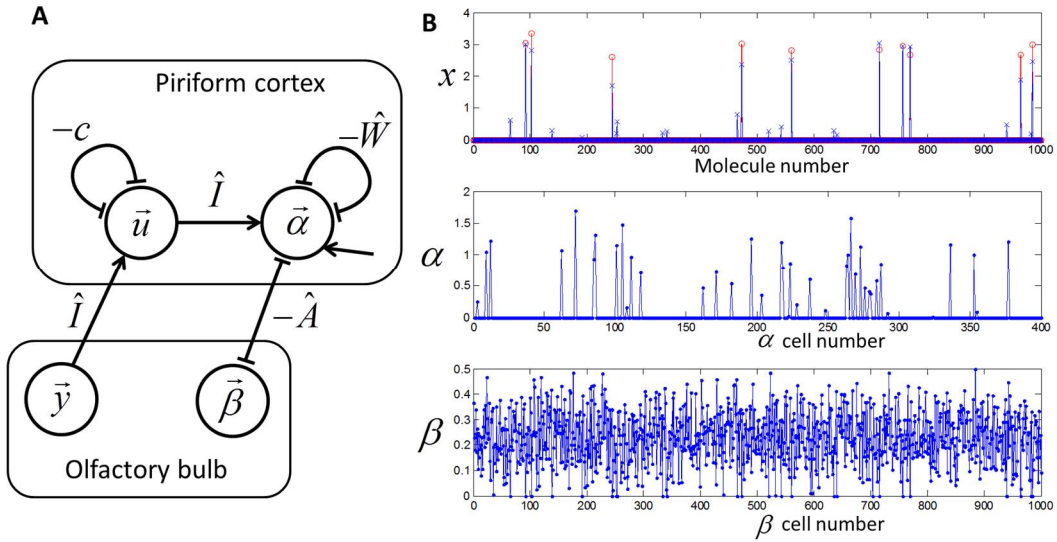 A
Piriform cortex
−c
−Ŵ
Î
u⃗
α⃗
Î
−Â
y⃗
β⃗
Olfactory bulb
B
x
4
3
2
1
0
0 100 200 300 400 500 600 700 800 900 1000
Molecule number
α
2
1.5
1
0.5
0
0 50 100 150 200 250 300 350 400
α cell number
β
0.5
0.4
0.3
0.2
0.1
0
0 100 200 300 400 500 600 700 800 900 1000
β cell number